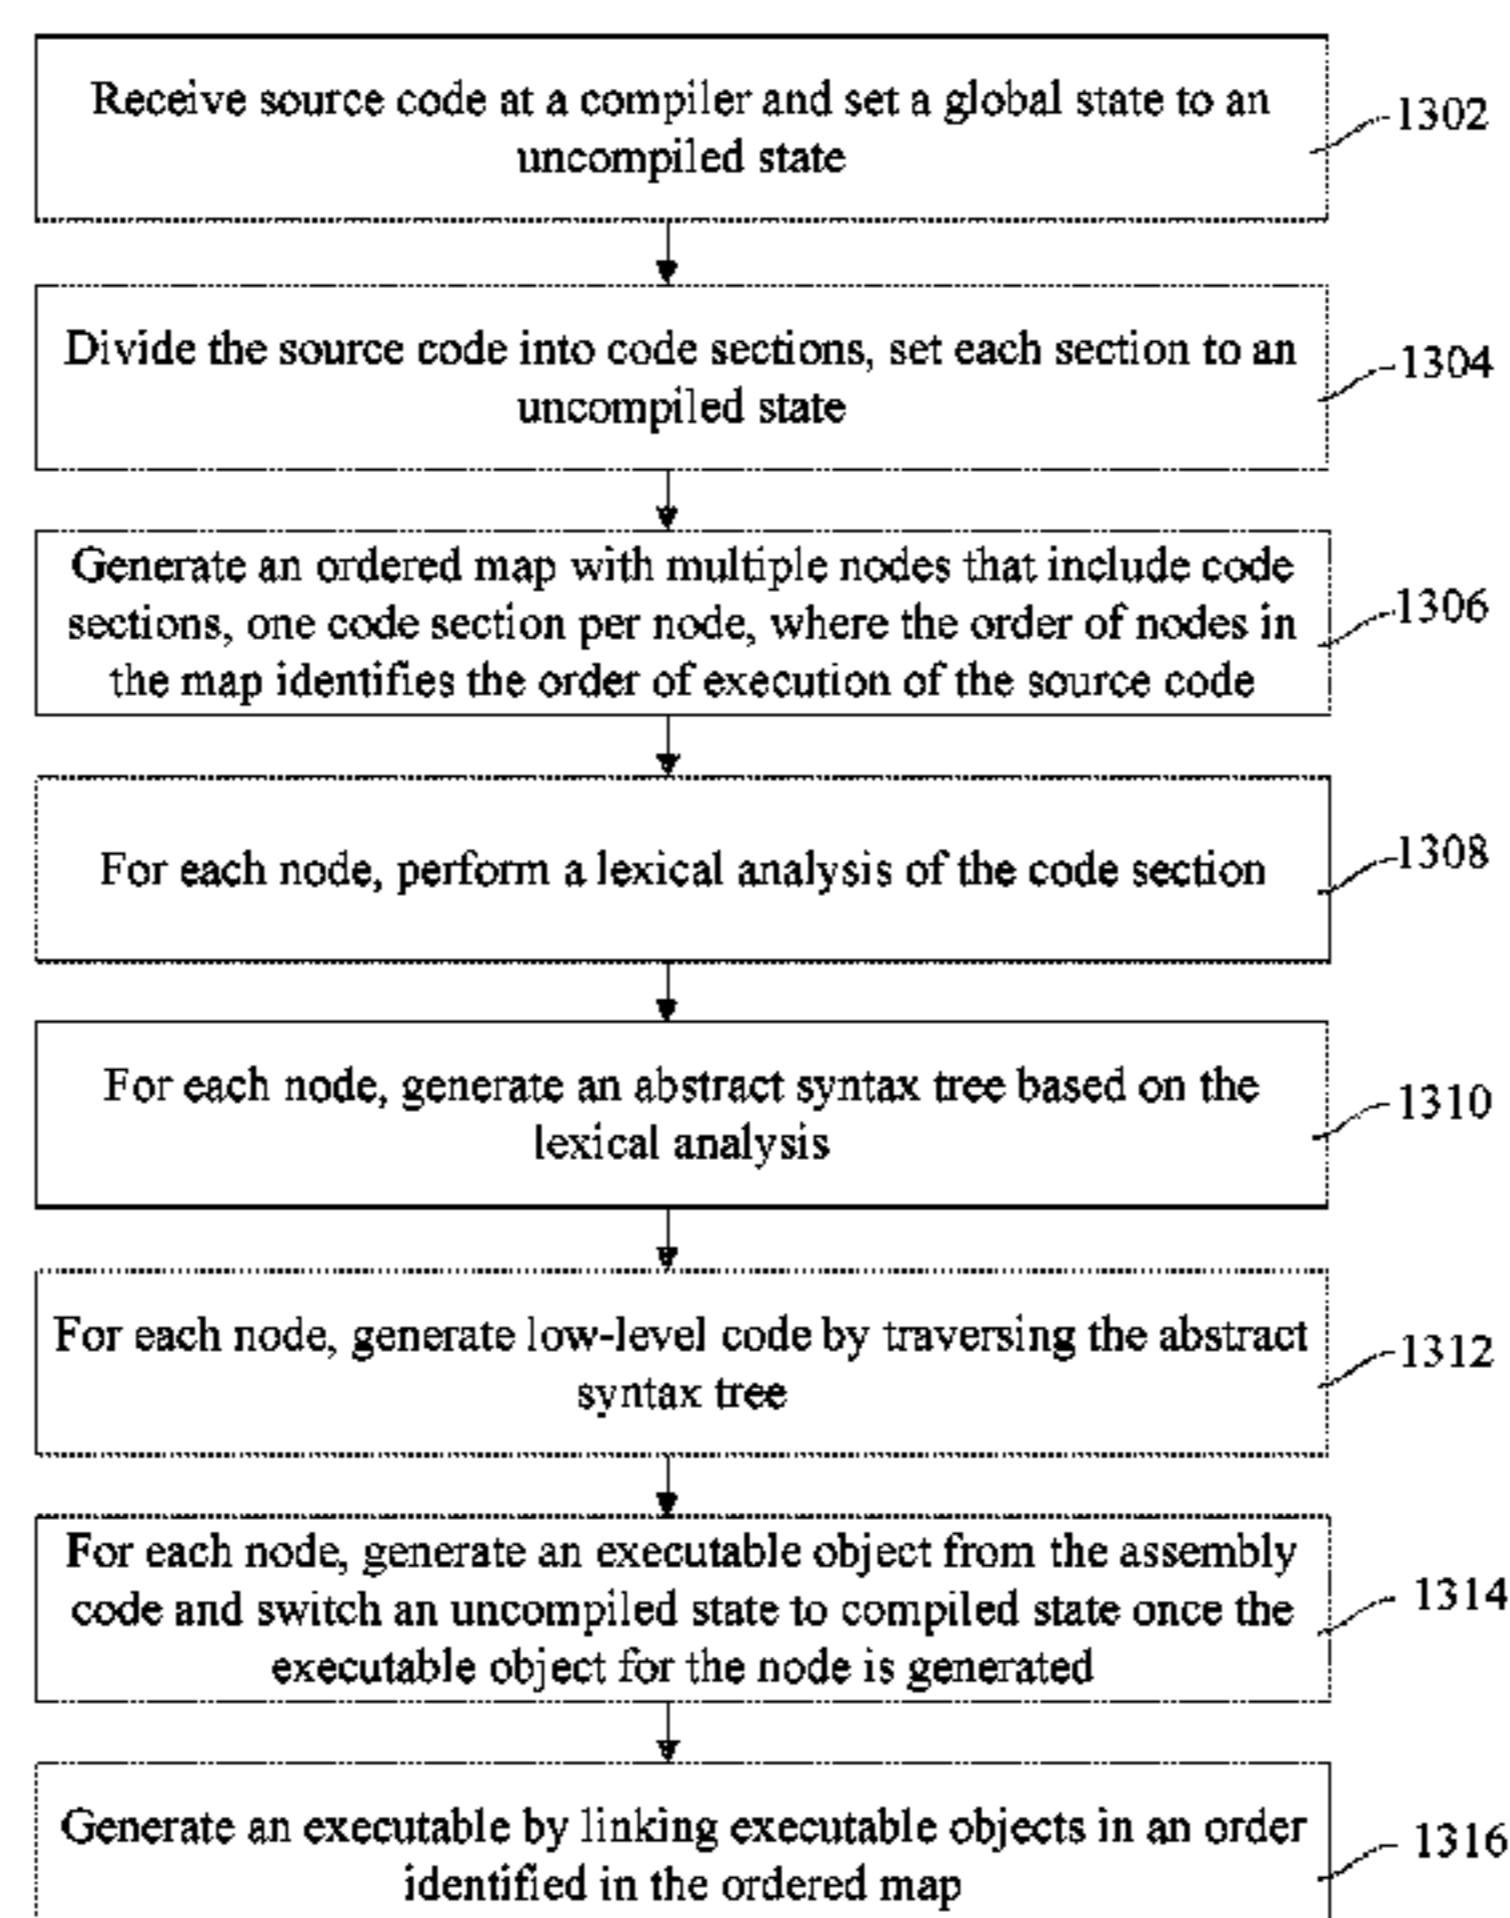 Receive source code at a compiler and set a global state to an
uncompiled state
1302
Divide the source code into code sections, set each section to an
uncompiled state
1304
Generate an ordered map with multiple nodes that include code
sections, one code section per node, where the order of nodes in
the map identifies the order of execution of the source code
1306
For each node, perform a lexical analysis of the code section
1308
For each node, generate an abstract syntax tree based on the
lexical analysis
1310
For each node, generate low-level code by traversing the abstract
syntax tree
1312
For each node, generate an executable object from the assembly
code and switch an uncompiled state to compiled state once the
executable object for the node is generated
1314
Generate an executable by linking executable objects in an order
identified in the ordered map
1316